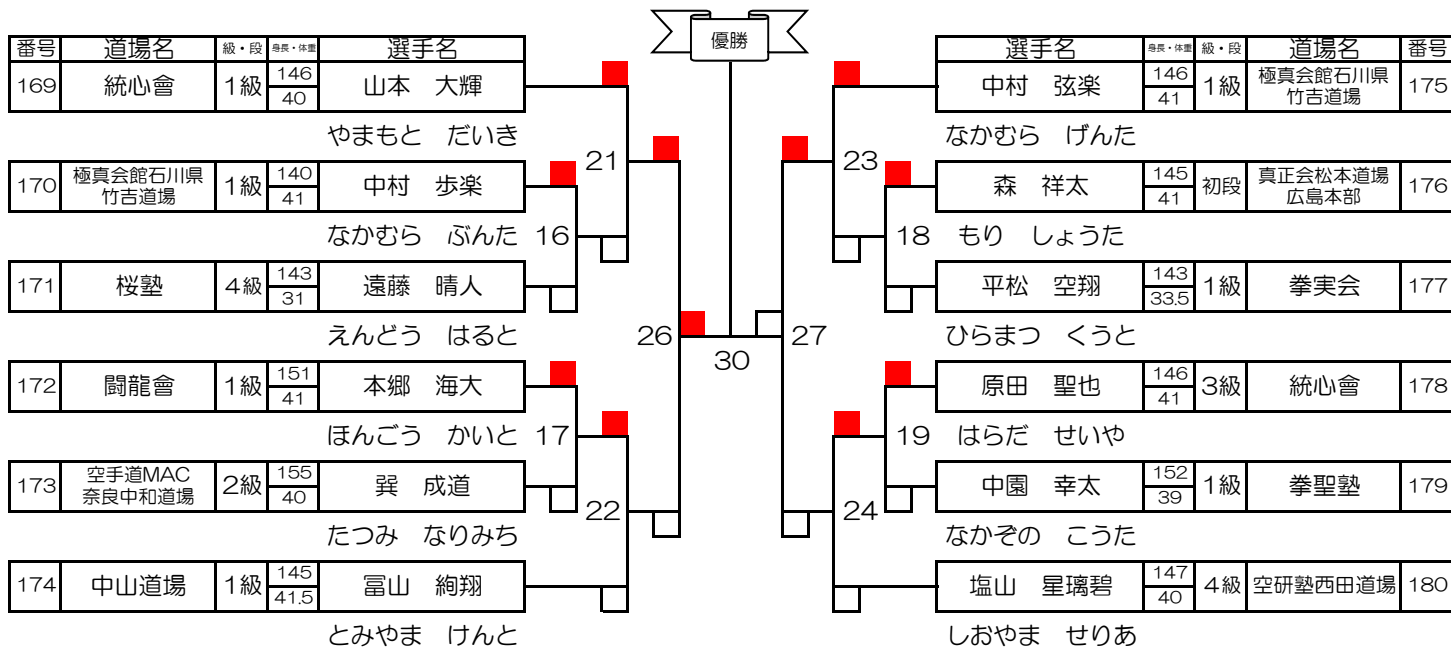 優勝
番号 道場名 級・段 身長・体重 選手名
169 統心會 1級 146 40 山本 大輝
やまもと だいき
21
170 極真会館石川県 竹吉道場 1級 140 41 中村 歩楽
なかむら ぶんた 16
171 桜塾 4級 143 31 遠藤 晴人
えんどう はると
26
172 闘龍會 1級 151 41 本郷 海大
ほんごう かいと 17
173 空手道MAC 奈良中和道場 2級 155 40 巽 成道
たつみ なりみち
22
174 中山道場 1級 145 41.5 冨山 絢翔
とみやま けんと
30
選手名 身長・体重 級・段 道場名 番号
中村 弦楽 146 41 1級 極真会館石川県 竹吉道場 175
なかむら げんた
23
森 祥太 145 41 初段 真正会松本道場 広島本部 176
18 もり しょうた
平松 空翔 143 33.5 1級 拳実会 177
ひらまつ くうと
27
原田 聖也 146 41 3級 統心會 178
19 はらだ せいや
中園 幸太 152 39 1級 拳聖塾 179
なかぞの こうた
24
塩山 星璃碧 147 40 4級 空研塾西田道場 180
しおやま せりあ